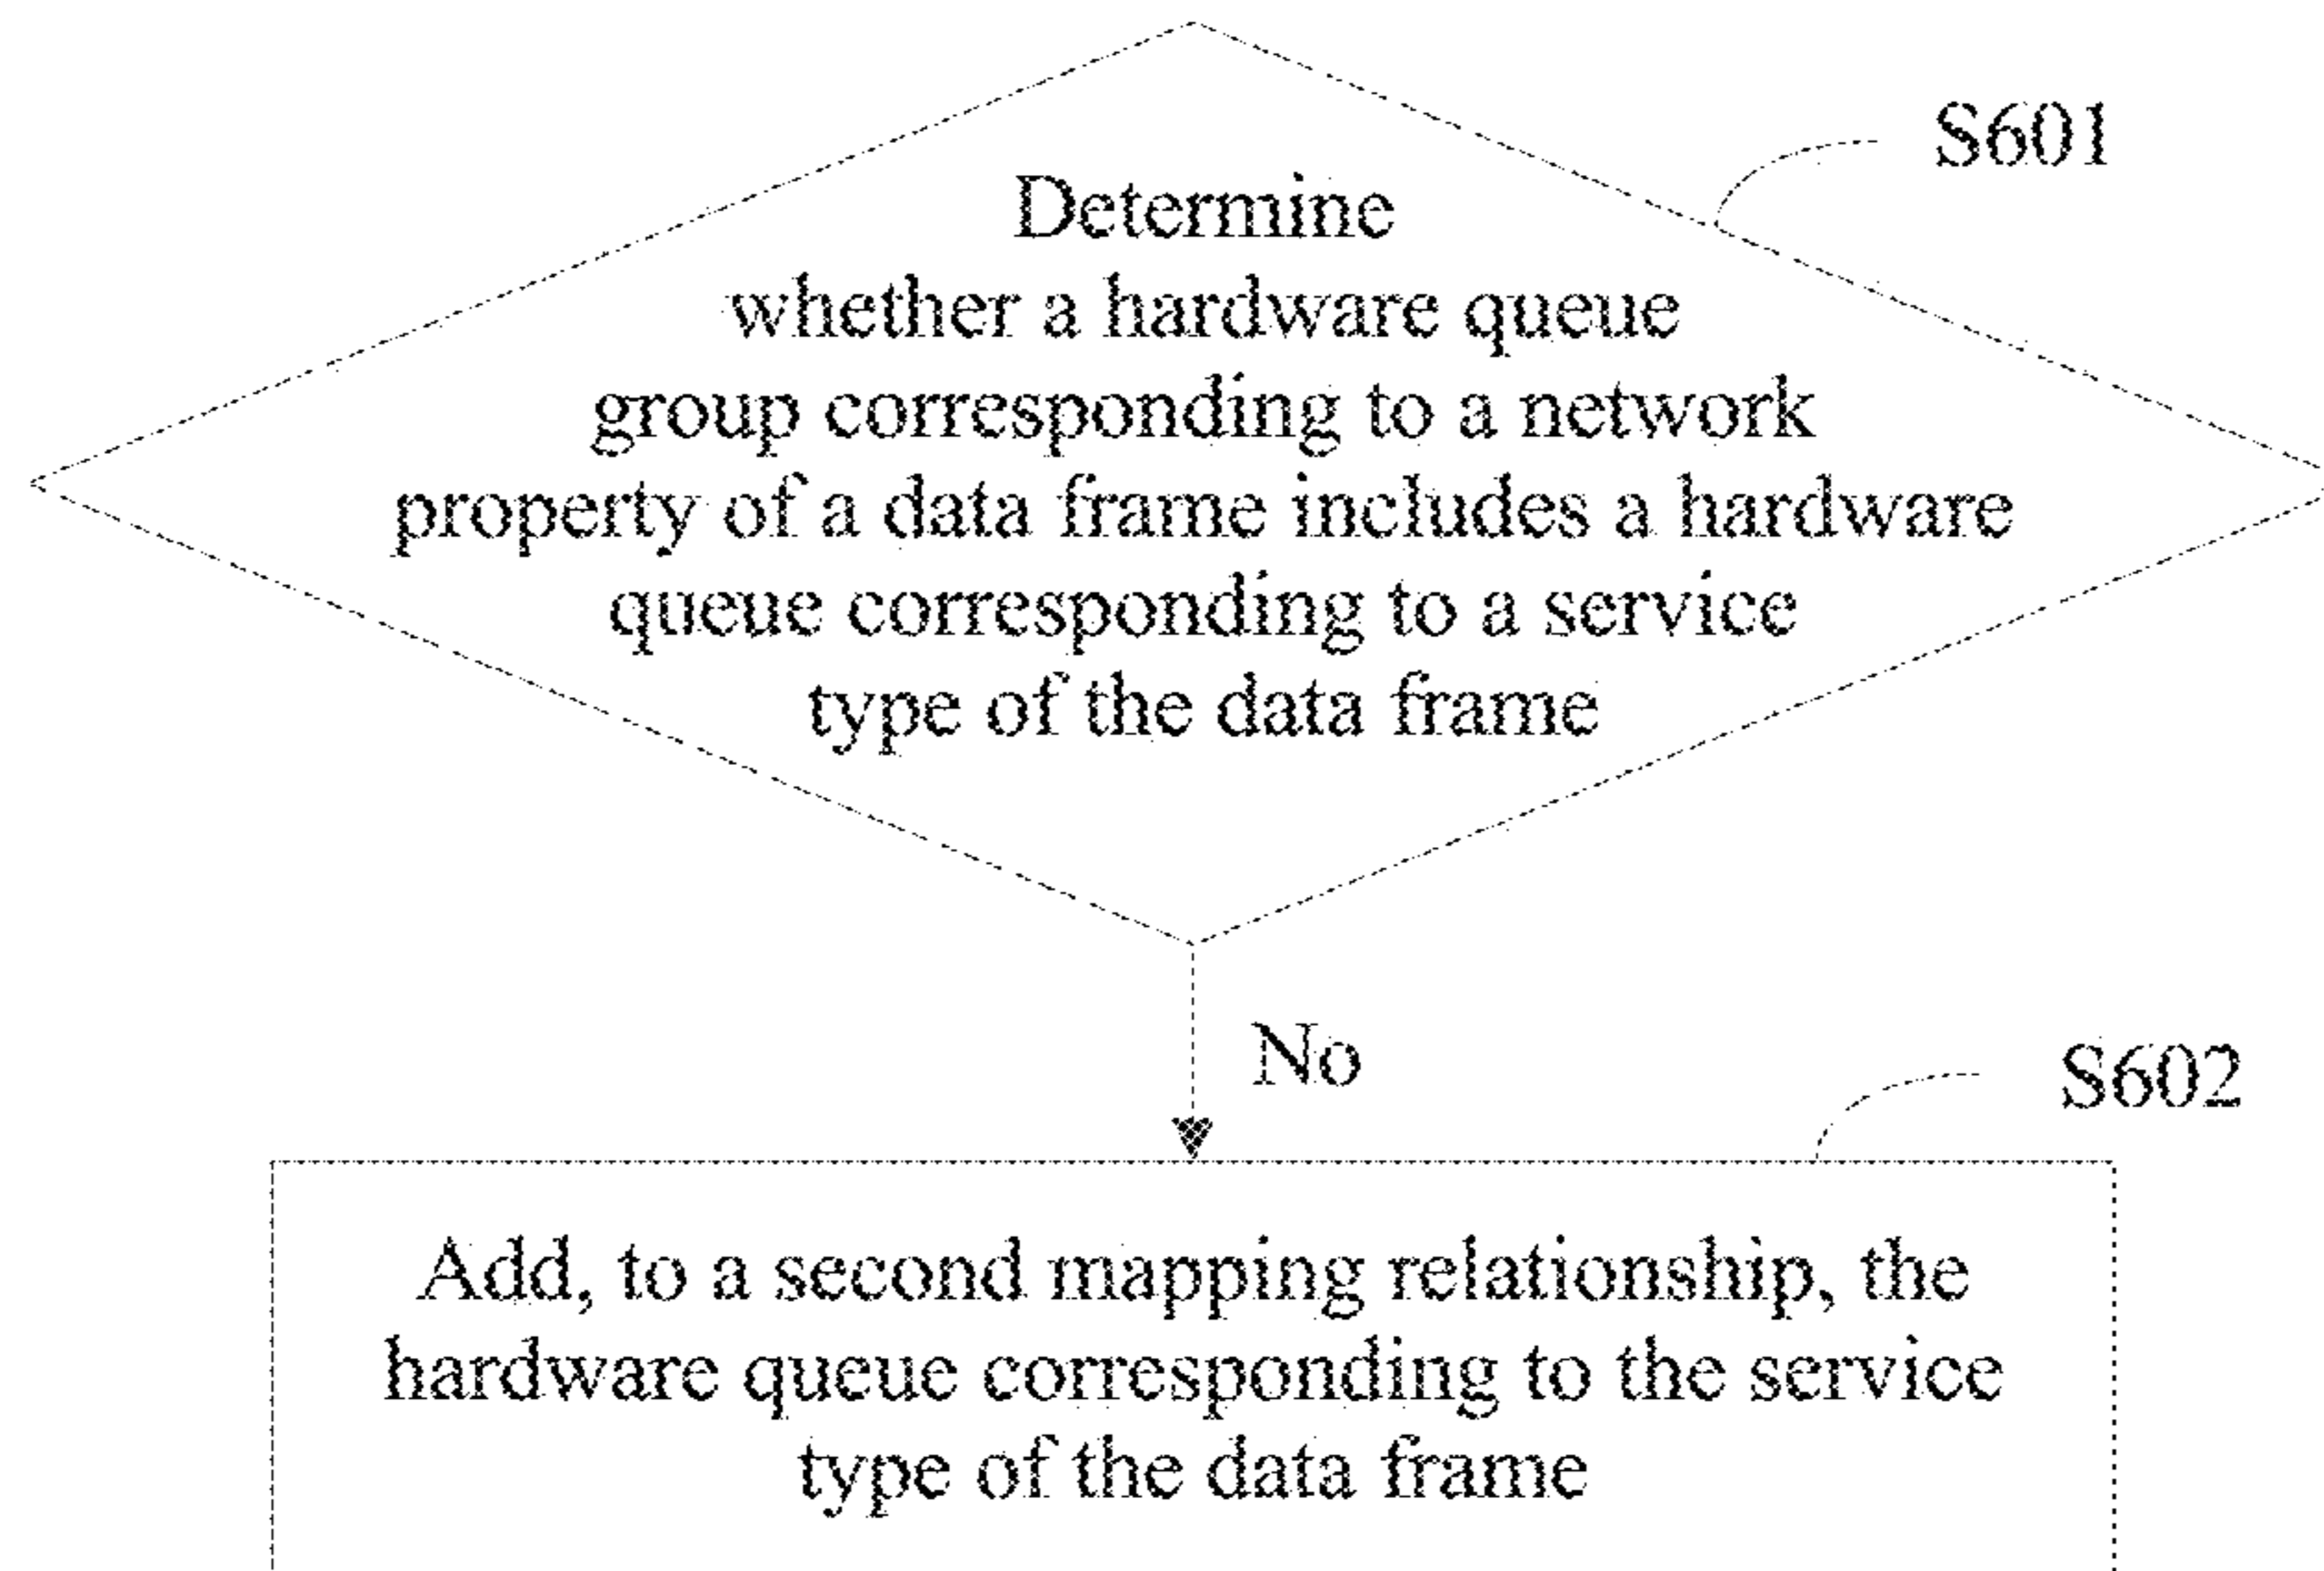 S601
Determine
whether a hardware queue
group corresponding to a network
property of a data frame includes a hardware
queue corresponding to a service
type of the data frame
No
S602
Add, to a second mapping relationship, the
hardware queue corresponding to the service
type of the data frame